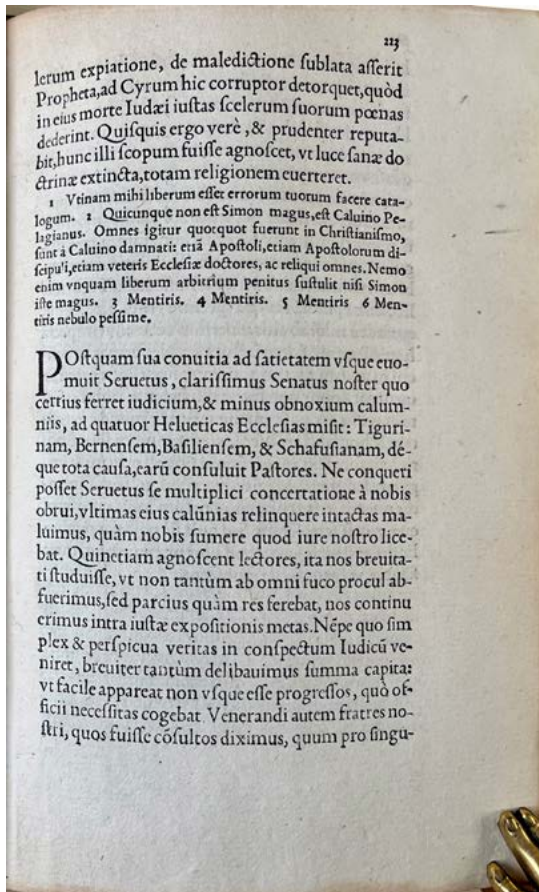 113
lerum expiatione, de maledictione ſublata aſſerit
Propheta, ad Cyrum hic corruptor detorquet, quòd
in eius morte Iudæi iuſtas ſcelerum ſuorum pœnas
dederint. Quiſquis ergo verè, & prudenter reputa-
bit, hunc illi ſcopum fuiſſe agnoſcet, vt luce ſanæ do
ctrinæ extincta, totam religionem euerteret.
1 Vtinam mihi liberum eſſet errorum tuorum facere cata-
logum. 2 Quicunque non eſt Simon magus, eſt Caluino Pe-
lagianus. Omnes igitur quotquot fuerunt in Chriſtianiſmo,
ſunt à Caluino damnati: etiã Apoſtoli, etiam Apoſtolorum di-
ſcipuli, etiam veteris Eccleſiæ doctores, ac reliqui omnes. Nemo
enim vnquam liberum arbitrium penitus ſuſtulit niſi Simon
iſte magus. 3 Mentiris. 4 Mentiris. 5 Mentiris 6 Men-
tiris nebulo peſſime.
POſtquam ſua conuitia ad ſatietatem vſque euo-
muit Seruetus, clariſſimus Senatus noſter quo
certius ferret iudicium, & minus obnoxium calum-
niis, ad quatuor Helueticas Eccleſias miſit: Tiguri-
nam, Bernenſem, Baſilienſem, & Schafuſianam, dé-
que tota cauſa, earũ conſuluit Paſtores. Ne conqueri
poſſet Seruetus ſe multiplici concertatione à nobis
obrui, vltimas eius calũnias relinquere intactas ma-
luimus, quàm nobis ſumere quod iure noſtro lice-
bat. Quinetiam agnoſcent lectores, ita nos breuita-
ti ſtuduiſſe, vt non tantùm ab omni fuco procul ab-
fuerimus, ſed parcius quàm res ferebat, nos continu
erimus intra iuſtæ expoſitionis metas. Nẽpe quo ſim
plex & perſpicua veritas in conſpectum Iudicũ ve-
niret, breuiter tantùm delibauimus ſumma capita:
vt facile appareat non vſque eſſe progreſſos, quò of-
ficii neceſſitas cogebat. Venerandi autem fratres no-
ſtri, quos fuiſſe cõſultos diximus, quum pro ſingu-